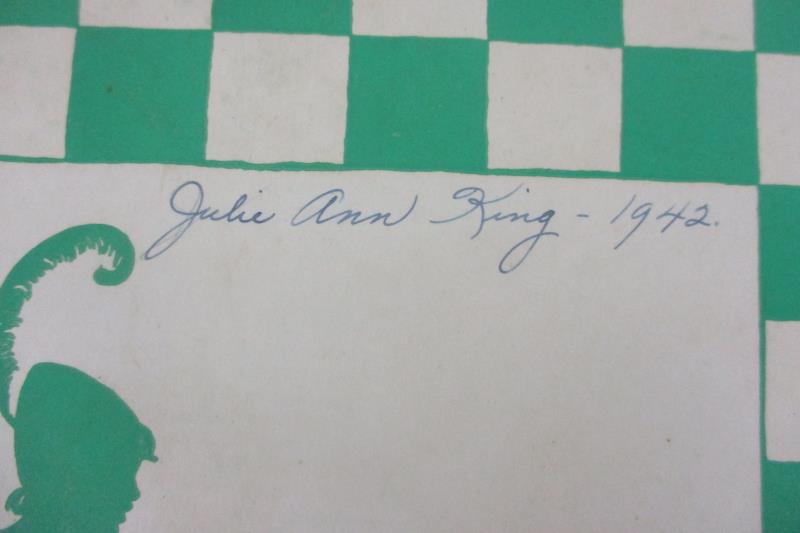 Julie Ann King - 1942.